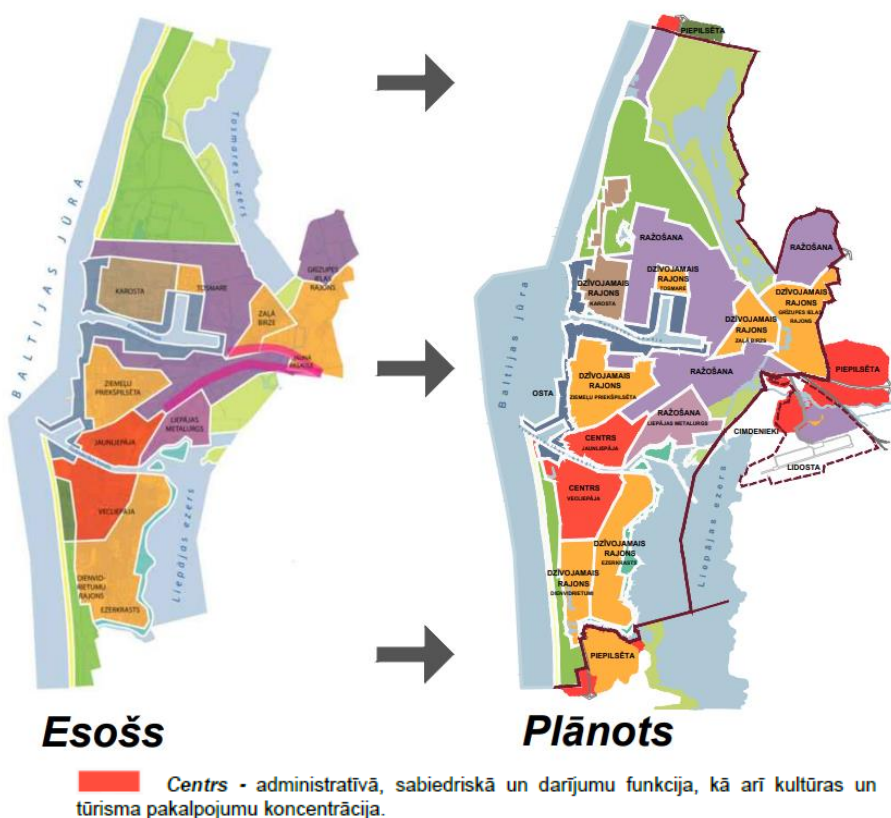 PIEPILSĒTA
Tosmares ezers
BALTIJAS JŪRA
KAROSTA
TOSMARE
GRĪZUPES
IELAS
RAJONS
ZAĻĀ
BIRZE
JAUNĀ
PASAULE
ZIEMEĻU
PRIEKŠPILSĒTA
JAUNLIEPĀJA
LIEPĀJAS
METALURGS
VECLIEPĀJA
Liepājas ezers
DIENVID-
RIETUMU
RAJONS
EZERKRASTS
RAŽOŠANA
RAŽOŠANA
DZĪVOJAMAIS
RAJONS
KAROSTA
DZĪVOJAMAIS
RAJONS
TOSMARE
DZĪVOJAMAIS
RAJONS
GRĪZUPES IELAS
RAJONS
DZĪVOJAMAIS
RAJONS
ZAĻĀ BIRZE
Baltijas jūra
DZĪVOJAMAIS
RAJONS
ZIEMEĻU PRIEKŠPILSĒTA
RAŽOŠANA
PIEPILSĒTA
OSTA
RAŽOŠANA
LIEPĀJAS METALURGS
CENTRS
JAUNLIEPĀJA
CIMDENIEKI
LIDOSTA
CENTRS
VECLIEPĀJA
Liepājas ezers
DZĪVOJAMAIS
RAJONS
EZERKRASTS
DZĪVOJAMAIS
RAJONS
DIENVIDRIETUMI
PIEPILSĒTA
Esošs
Plānots
Centrs - administratīvā, sabiedriskā un darījumu funkcija, kā arī kultūras un
tūrisma pakalpojumu koncentrācija.